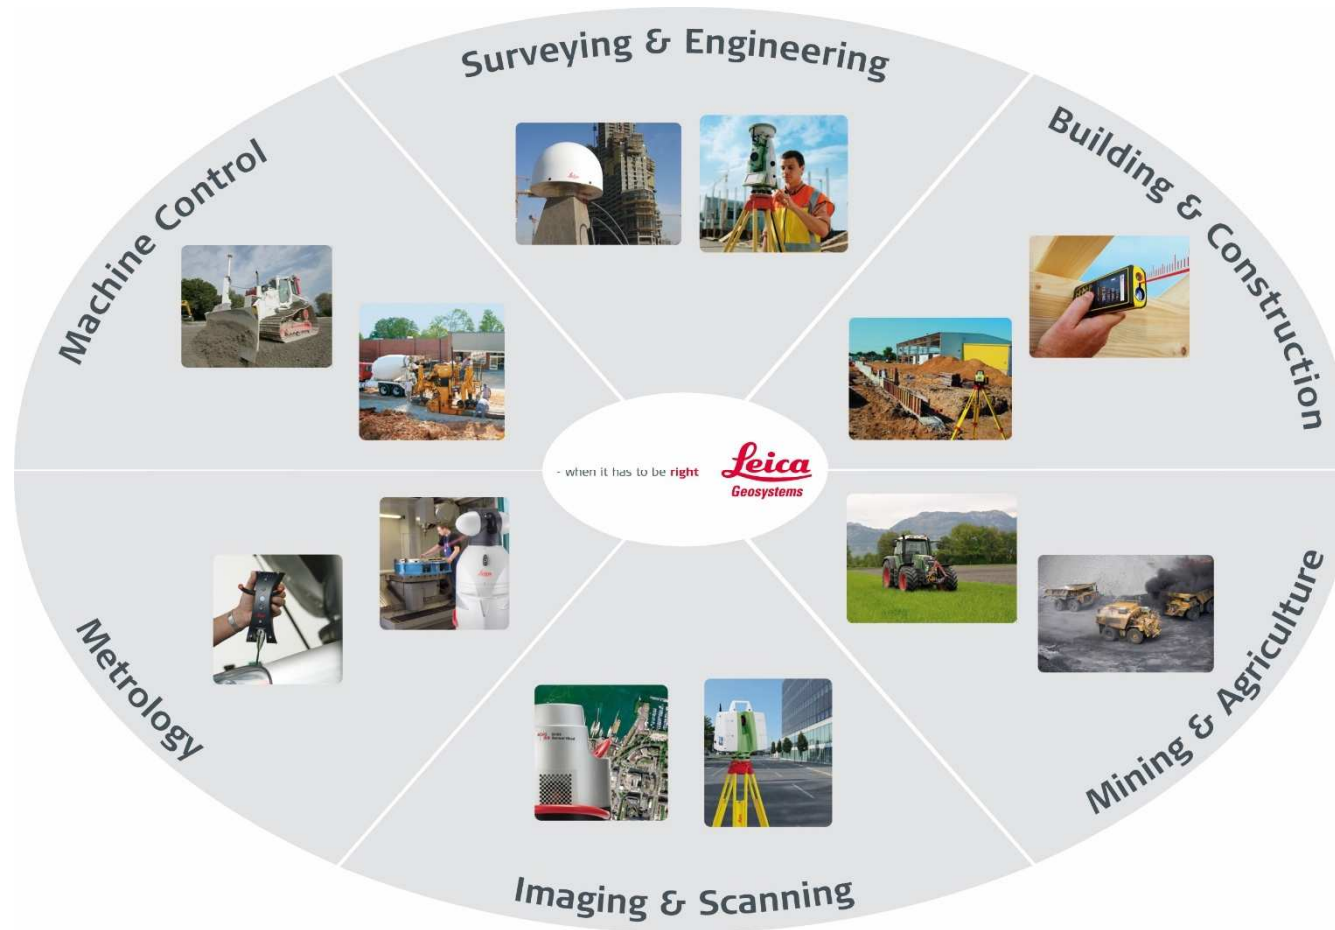 Surveying & Engineering
Machine Control
Building & Construction
- when it has to be right
Leica
Geosystems
Metrology
Mining & Agriculture
Imaging & Scanning